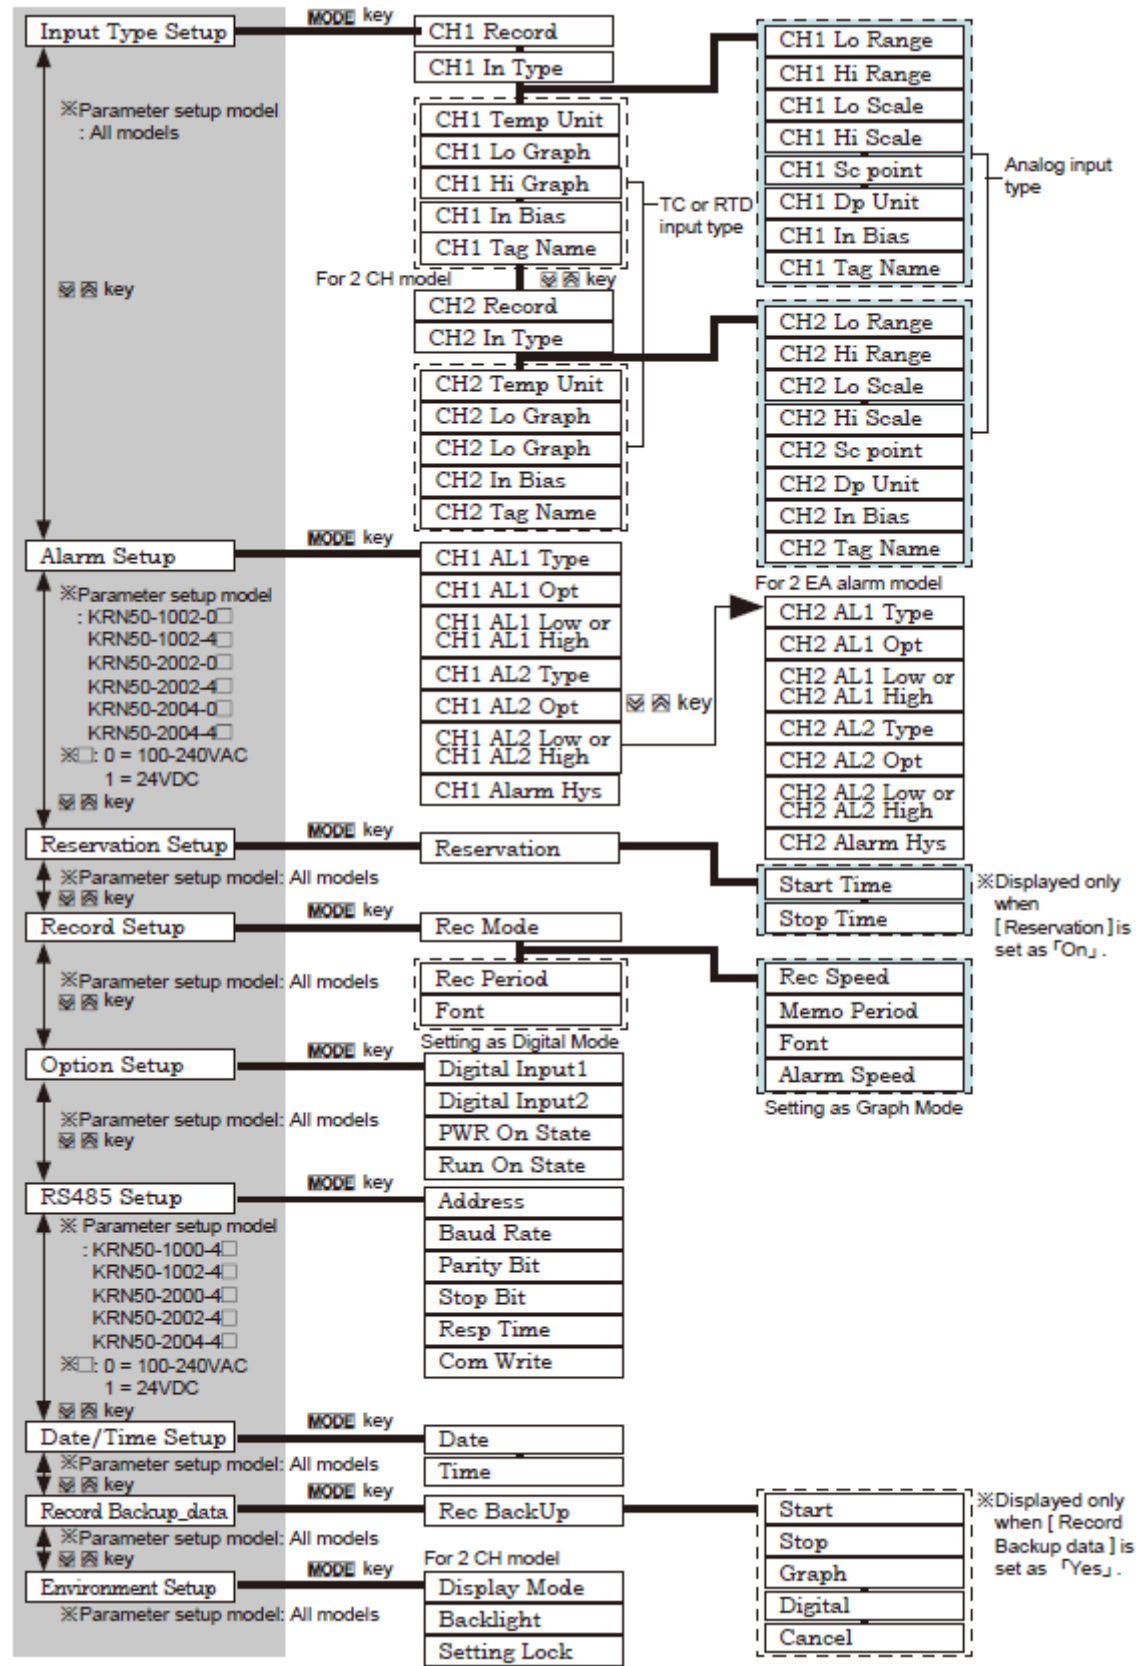 Input Type Setup
MODE key
※Parameter setup model
: All models
key
CH1 Record
CH1 In Type
CH1 Temp Unit
CH1 Lo Graph
CH1 Hi Graph
CH1 In Bias
CH1 Tag Name
TC or RTD
input type
For 2 CH model
key
CH2 Record
CH2 In Type
CH2 Temp Unit
CH2 Lo Graph
CH2 Lo Graph
CH2 In Bias
CH2 Tag Name
CH1 Lo Range
CH1 Hi Range
CH1 Lo Scale
CH1 Hi Scale
CH1 Sc point
CH1 Dp Unit
CH1 In Bias
CH1 Tag Name
Analog input
type
CH2 Lo Range
CH2 Hi Range
CH2 Lo Scale
CH2 Hi Scale
CH2 Sc point
CH2 Dp Unit
CH2 In Bias
CH2 Tag Name
Alarm Setup
MODE key
※Parameter setup model
: KRN50-1002-0□
KRN50-1002-4□
KRN50-2002-0□
KRN50-2002-4□
KRN50-2004-0□
KRN50-2004-4□
※□: 0 = 100-240VAC
1 = 24VDC
key
CH1 AL1 Type
CH1 AL1 Opt
CH1 AL1 Low or
CH1 AL1 High
CH1 AL2 Type
CH1 AL2 Opt
CH1 AL2 Low or
CH1 AL2 High
CH1 Alarm Hys
key
For 2 EA alarm model
CH2 AL1 Type
CH2 AL1 Opt
CH2 AL1 Low or
CH2 AL1 High
CH2 AL2 Type
CH2 AL2 Opt
CH2 AL2 Low or
CH2 AL2 High
CH2 Alarm Hys
Reservation Setup
MODE key
Reservation
※Parameter setup model: All models
key
Start Time
Stop Time
※Displayed only
when
[ Reservation ] is
set as「On」.
Record Setup
MODE key
Rec Mode
※Parameter setup model: All models
key
Rec Period
Font
Setting as Digital Mode
Rec Speed
Memo Period
Font
Alarm Speed
Setting as Graph Mode
Option Setup
MODE key
※Parameter setup model: All models
key
Digital Input1
Digital Input2
PWR On State
Run On State
RS485 Setup
MODE key
※ Parameter setup model
: KRN50-1000-4□
KRN50-1002-4□
KRN50-2000-4□
KRN50-2002-4□
KRN50-2004-4□
※□: 0 = 100-240VAC
1 = 24VDC
key
Address
Baud Rate
Parity Bit
Stop Bit
Resp Time
Com Write
Date/Time Setup
MODE key
※Parameter setup model: All models
key
Date
Time
Record Backup_data
MODE key
Rec BackUp
※Parameter setup model: All models
key
Start
Stop
Graph
Digital
Cancel
※Displayed only
when [ Record
Backup data ] is
set as 「Yes」.
Environment Setup
MODE key
※Parameter setup model: All models
For 2 CH model
Display Mode
Backlight
Setting Lock